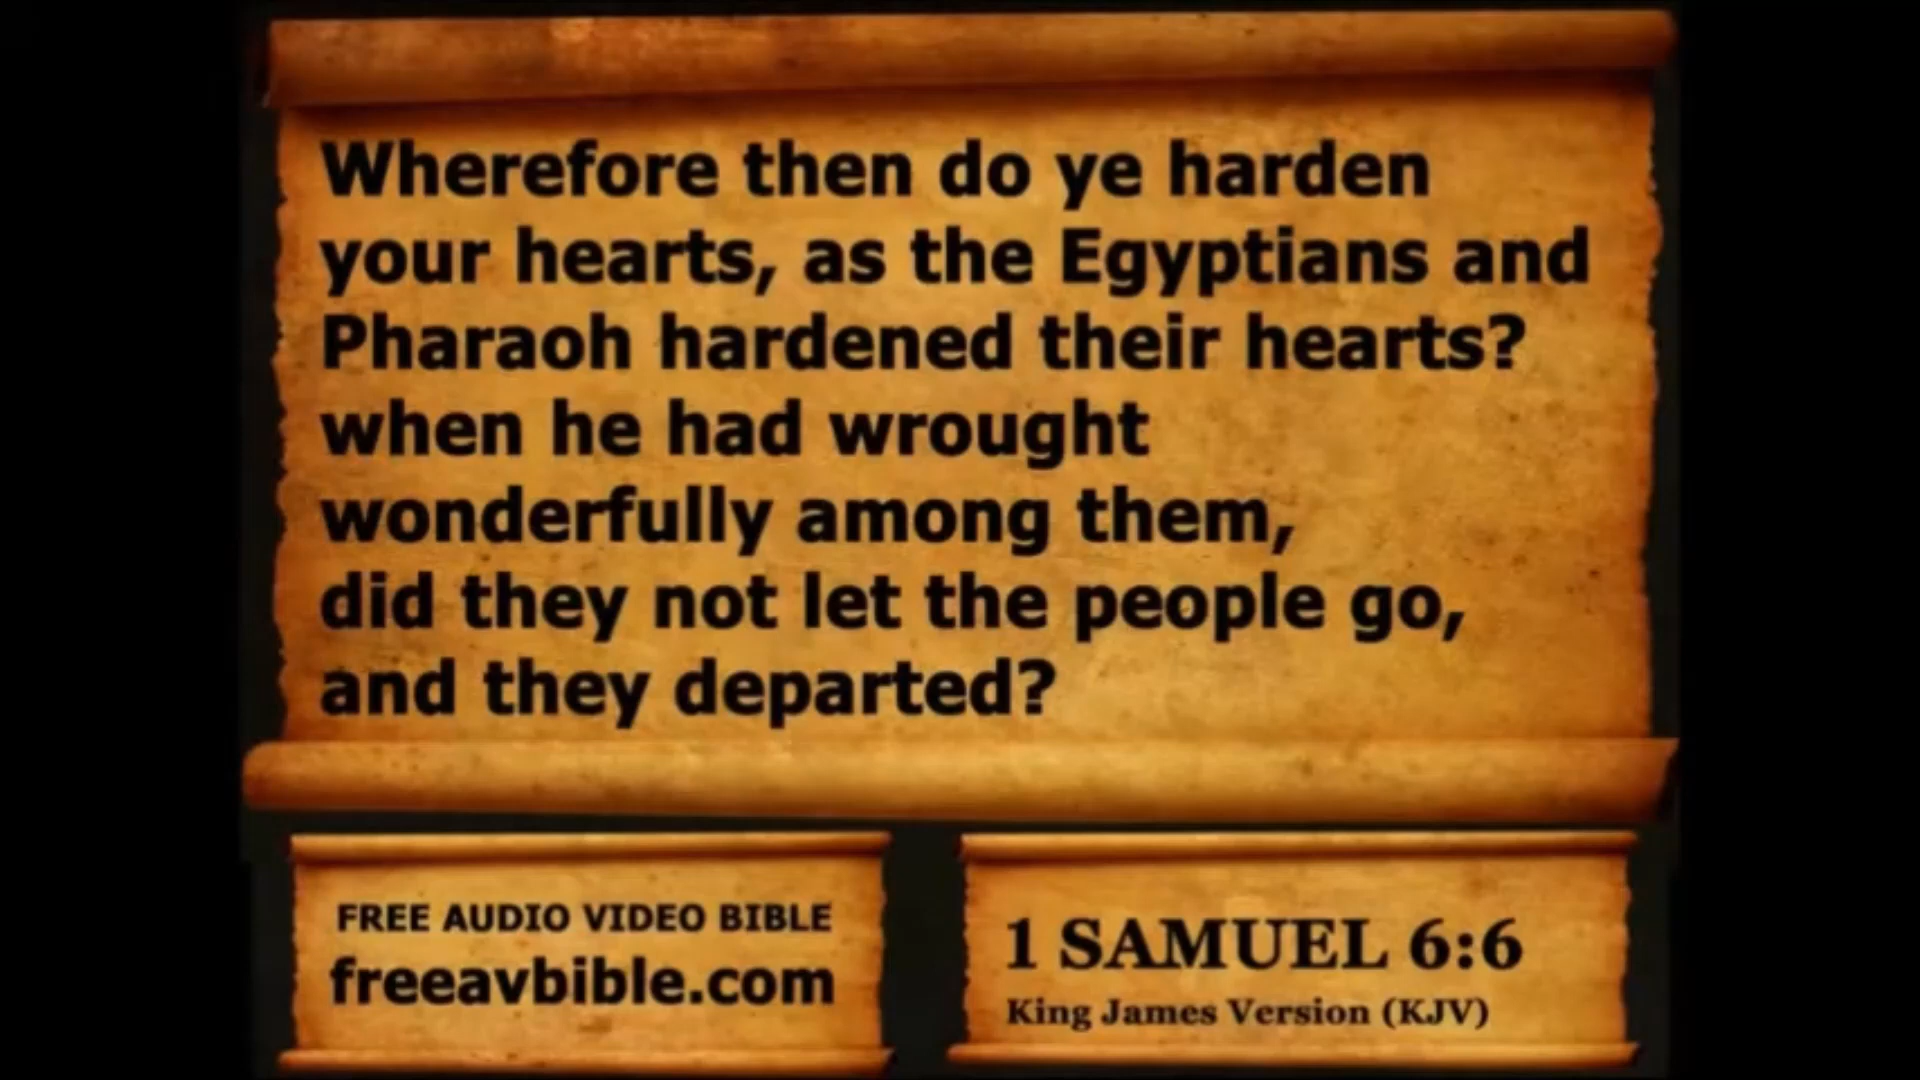 Wherefore then do ye harden
your hearts, as the Egyptians and
Pharaoh hardened their hearts?
when he had wrought
wonderfully among them,
did they not let the people go,
and they departed?
FREE AUDIO VIDEO BIBLE
freeavbible.com
1 SAMUEL 6:6
King James Version (KJV)